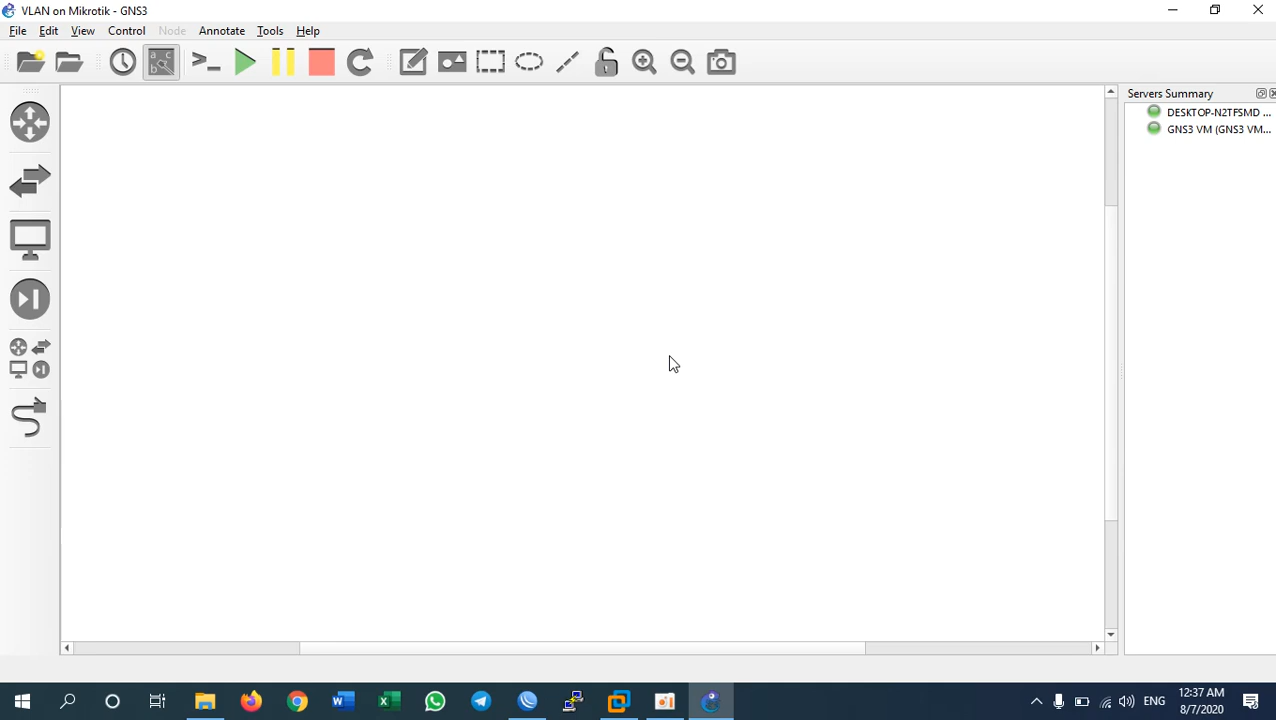 VLAN on Mikrotik - GNS3
File Edit View Control Node Annotate Tools Help
Servers Summary
DESKTOP-N2TFSMD ...
GNS3 VM (GNS3 VM...
ENG
12:37 AM
8/7/2020